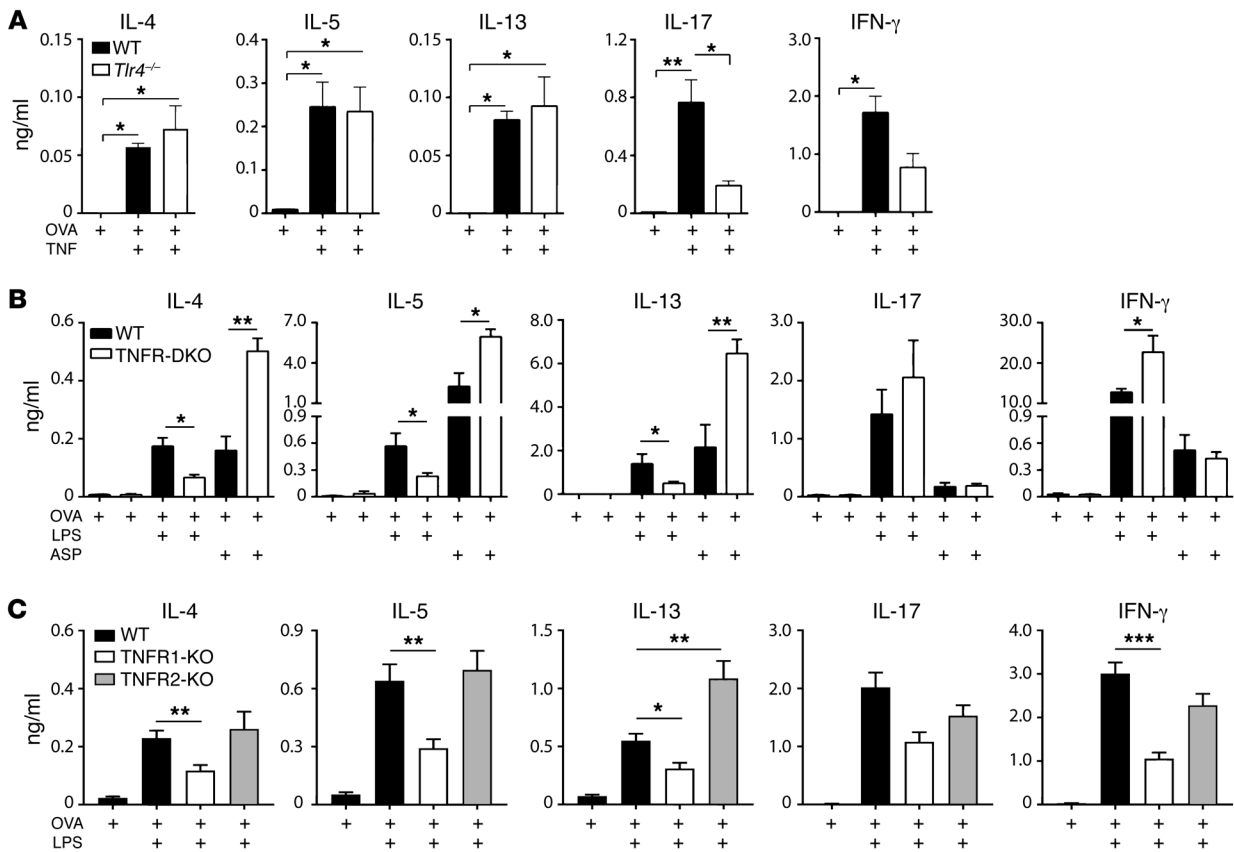 A
IL-4 IL-5 IL-13 IL-17 IFN-γ
WT
Tlr4–/–
ng/ml
0.15 0.4 0.15 1.2 3.0
0.10 0.3 0.10 0.8 2.0
0.05 0.2 0.05 0.4 1.0
0.1
0 0 0 0 0
* * * * * * * ** * *
OVA + + + + + + + + + + + + + + +
TNF + + + + + + + + + +
B
IL-4 IL-5 IL-13 IL-17 IFN-γ
WT
TNFR-DKO
ng/ml
0.6 7.0 8.0 3.0 30.0
0.4 4.0 6.0 2.0 20.0
0.2 1.0 4.0 1.0 10.0
0.9 2.0 0.9
0.6 0.6
0.3 0.3
0 0 0 0 0
* ** * * * ** *
OVA + + + + + + + + + + + + + + + + + + + + + + + + + + + + + +
LPS + + + + + + + + + +
ASP + + + + + + + + + +
C
IL-4 IL-5 IL-13 IL-17 IFN-γ
WT
TNFR1-KO
TNFR2-KO
ng/ml
0.6 0.9 1.5 3.0 4.0
0.4 0.6 1.0 2.0 3.0
0.2 0.3 0.5 1.0 2.0
1.0
0 0 0 0 0
** ** * ** ***
OVA + + + + + + + + + + + + + + + + + + + +
LPS + + + + + + + + + + + + + + +